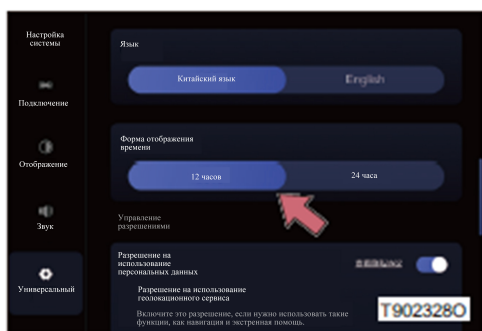 Настройка
системы
Подключение
Отображение
Звук
Универсальный
Язык
Китайский язык
English
Форма отображения
времени
12 часов
24 часа
Управление
разрешениями
Разрешение на
использование
персональных данных
Разрешение на использование
геолокационного сервиса
Включите это разрешение, если нужно использовать такие
функции, как навигация и экстренная помощь.
T902328O